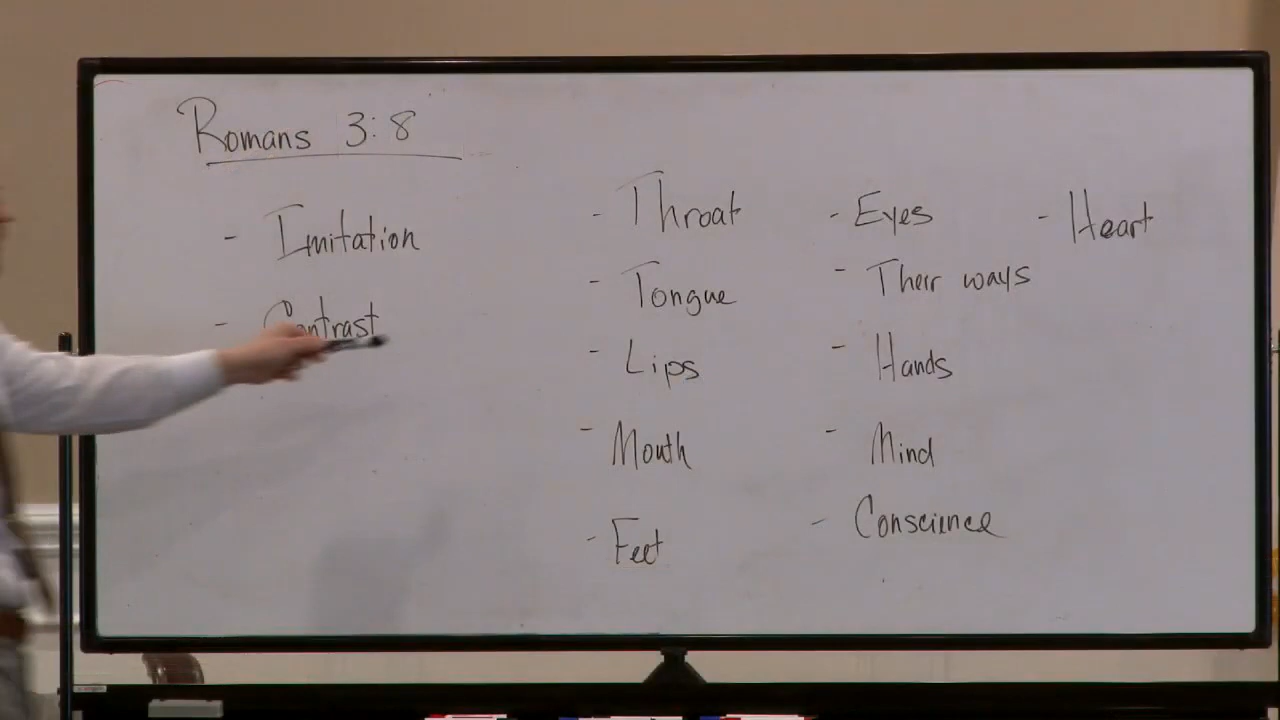 Romans 3:8
- Imitation
- Contrast
- Throat
- Tongue
- Lips
- Mouth
- Feet
- Eyes
- Their ways
- Hands
- Mind
- Conscience
- Heart